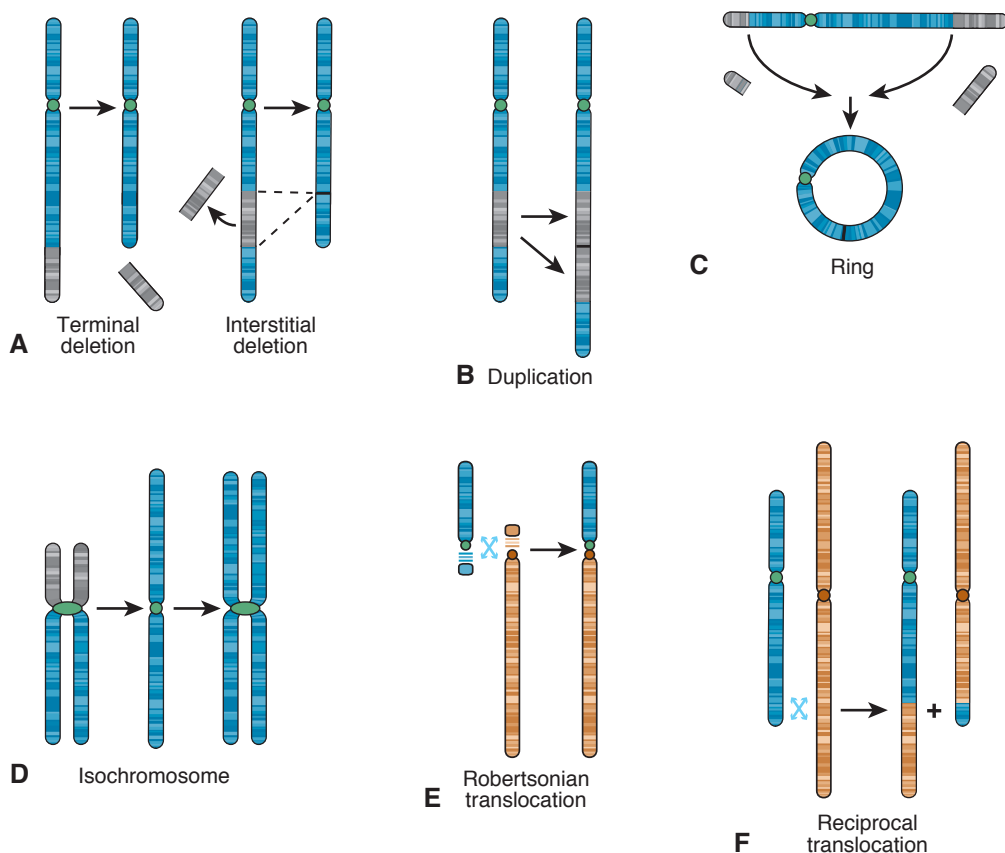 A
Terminal
deletion
Interstitial
deletion
B Duplication
C
Ring
D
Isochromosome
E
Robertsonian
translocation
+
F
Reciprocal
translocation